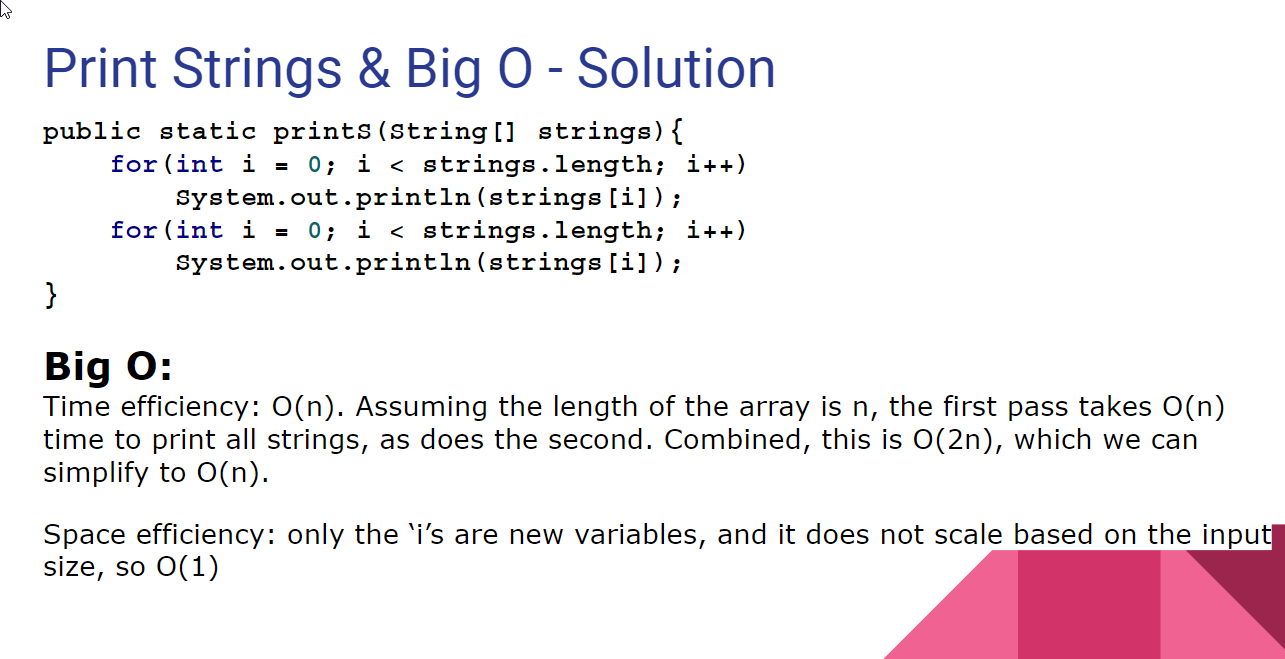 Print Strings & Big O - Solution
public static printS(String[] strings){
    for(int i = 0; i < strings.length; i++)
        System.out.println(strings[i]);
    for(int i = 0; i < strings.length; i++)
        System.out.println(strings[i]);
}
Big O:
Time efficiency: O(n). Assuming the length of the array is n, the first pass takes O(n)
time to print all strings, as does the second. Combined, this is O(2n), which we can
simplify to O(n).
Space efficiency: only the ‘i’s are new variables, and it does not scale based on the input
size, so O(1)